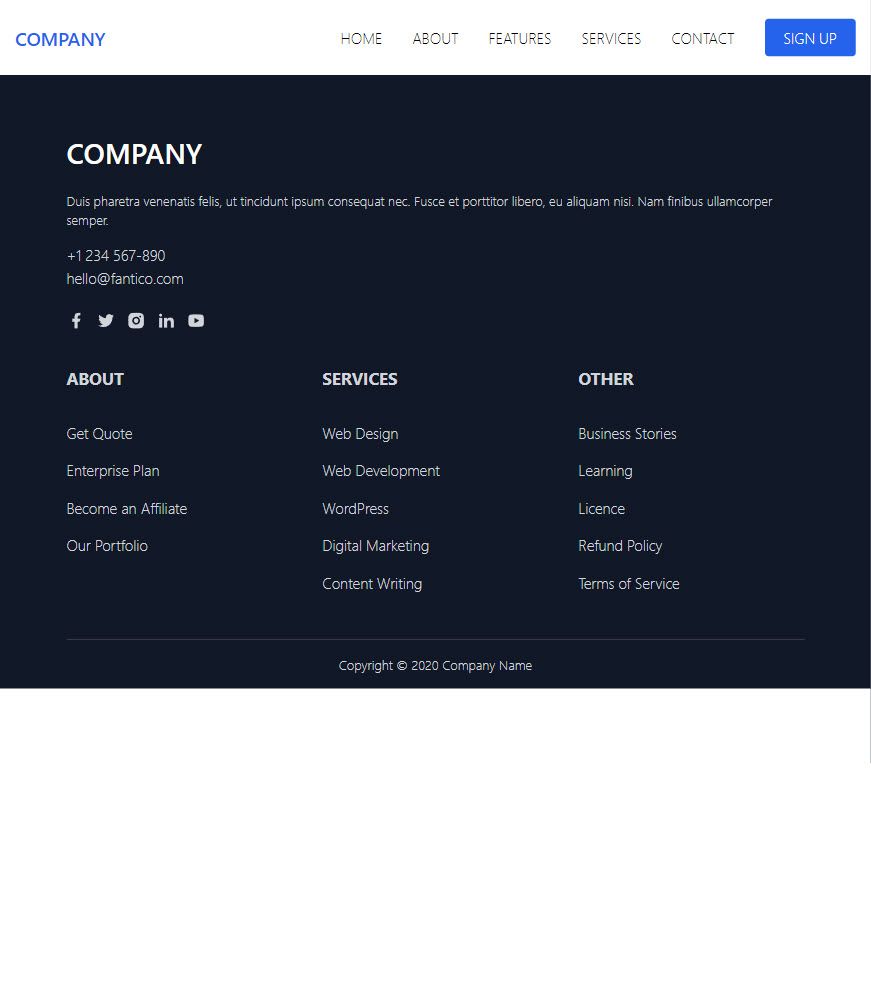 COMPANY
HOME ABOUT FEATURES SERVICES CONTACT SIGN UP
COMPANY
Duis pharetra venenatis felis, ut tincidunt ipsum consequat nec. Fusce et porttitor libero, eu aliquam nisi. Nam finibus ullamcorper
semper.
+1 234 567-890
hello@fantico.com
ABOUT
Get Quote
Enterprise Plan
Become an Affiliate
Our Portfolio
SERVICES
Web Design
Web Development
WordPress
Digital Marketing
Content Writing
OTHER
Business Stories
Learning
Licence
Refund Policy
Terms of Service
Copyright © 2020 Company Name